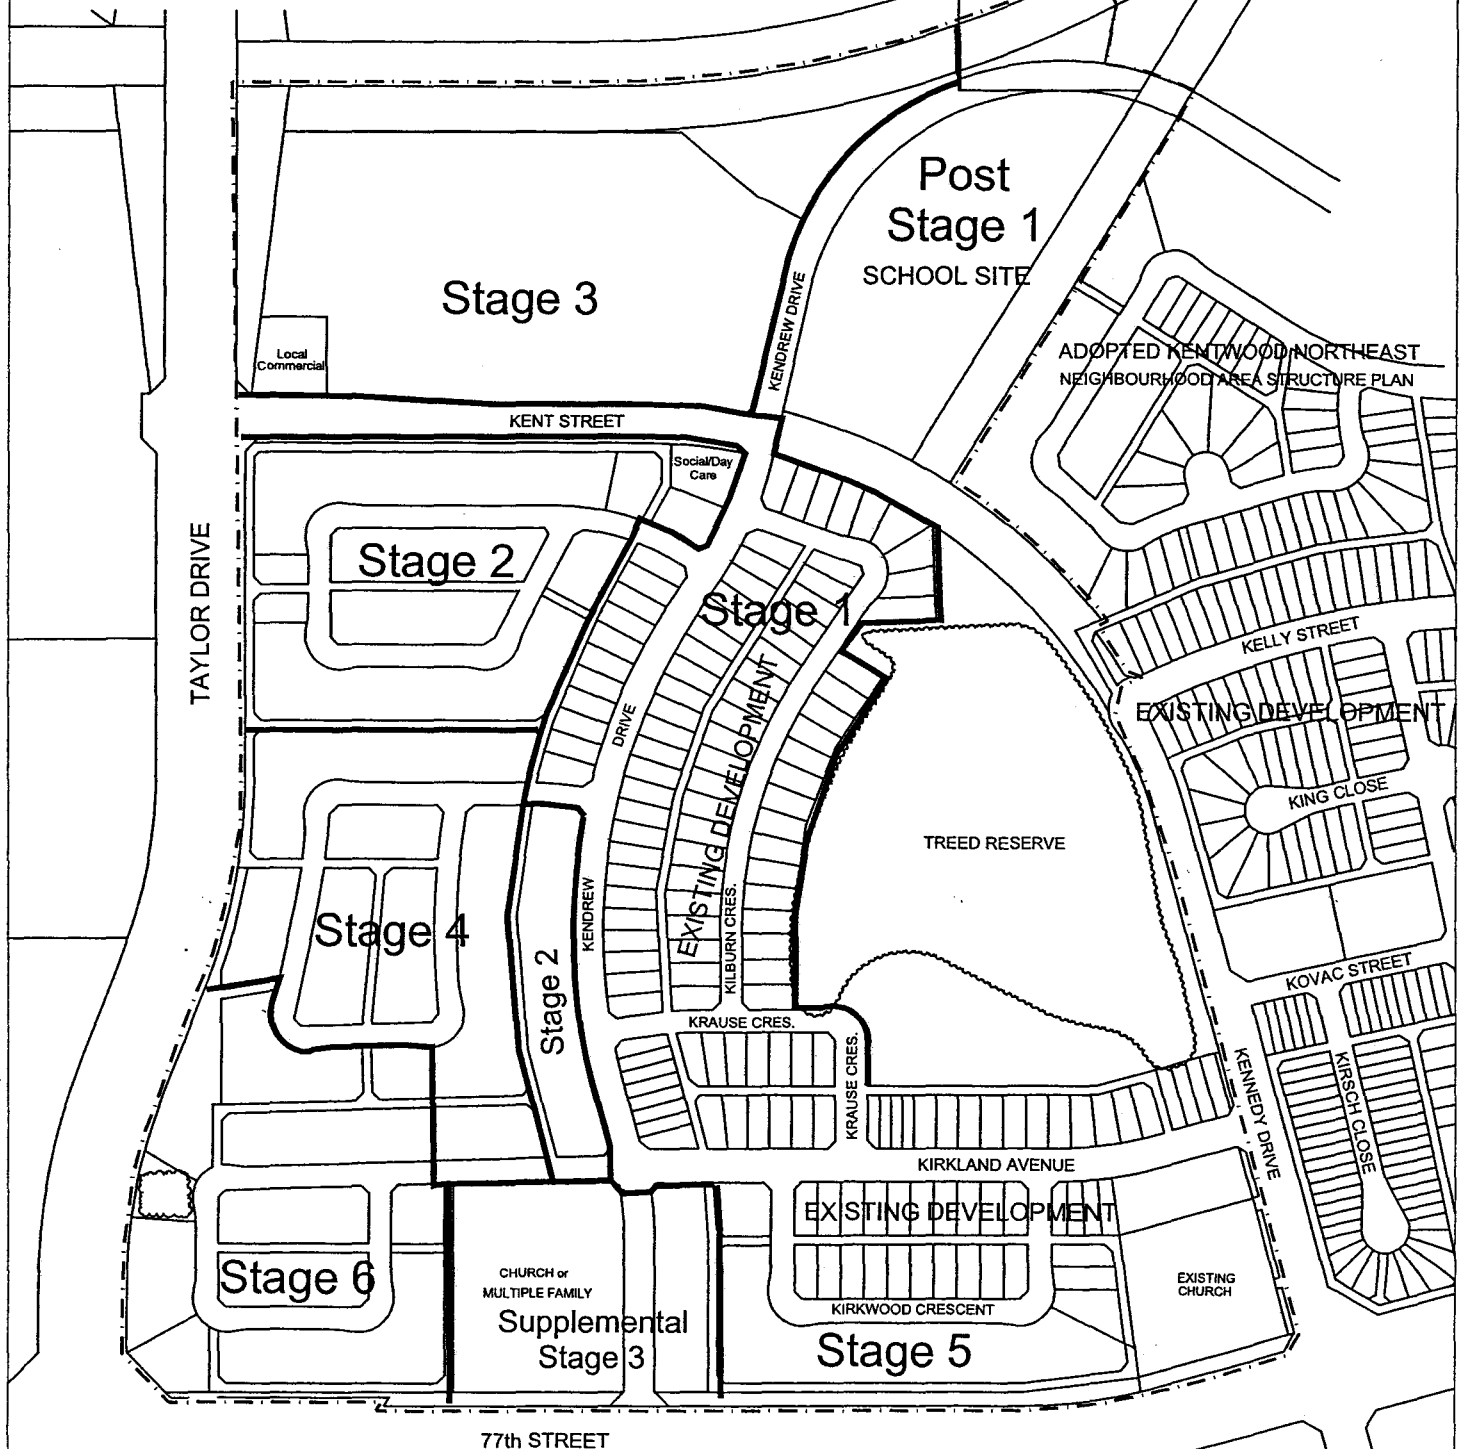 Post
Stage 1
SCHOOL SITE
Stage 3
KENDREW DRIVE
Local
Commercial
ADOPTED KENTWOOD NORTHEAST
NEIGHBOURHOOD AREA STRUCTURE PLAN
KENT STREET
Social/Day
Care
TAYLOR DRIVE
Stage 2
Stage 1
KELLY STREET
EXISTING DEVELOPMENT
DRIVE
EXISTING DEVELOPMENT
KING CLOSE
TREED RESERVE
Stage 4
KENDREW
KILBURN CRES.
Stage 2
KOVAC STREET
KRAUSE CRES.
KRAUSE CRES.
KENNEDY DRIVE
KIRSCH CLOSE
KIRKLAND AVENUE
EXISTING DEVELOPMENT
Stage 6
CHURCH or
MULTIPLE FAMILY
Supplemental
Stage 3
EXISTING
CHURCH
KIRKWOOD CRESCENT
Stage 5
77th STREET